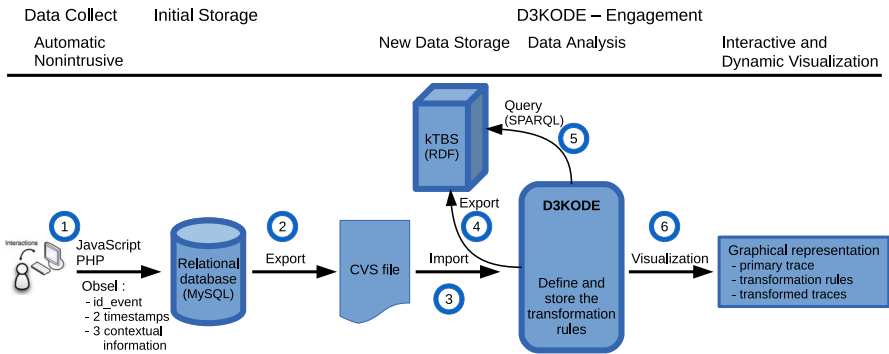 Data Collect
Initial Storage
D3KODE – Engagement
Automatic
Nonintrusive
New Data Storage
Data Analysis
Interactive and
Dynamic Visualization
Query
(SPARQL)
5
kTBS
(RDF)
Export
4
D3KODE
Define and
store the
transformation
rules
1
Interactions
JavaScript
PHP
Obsel :
- id_event
- 2 timestamps
- 3 contextual
information
Relational
database
(MySQL)
2
Export
CVS file
Import
3
6
Visualization
Graphical representation
- primary trace
- transformation rules
- transformed traces